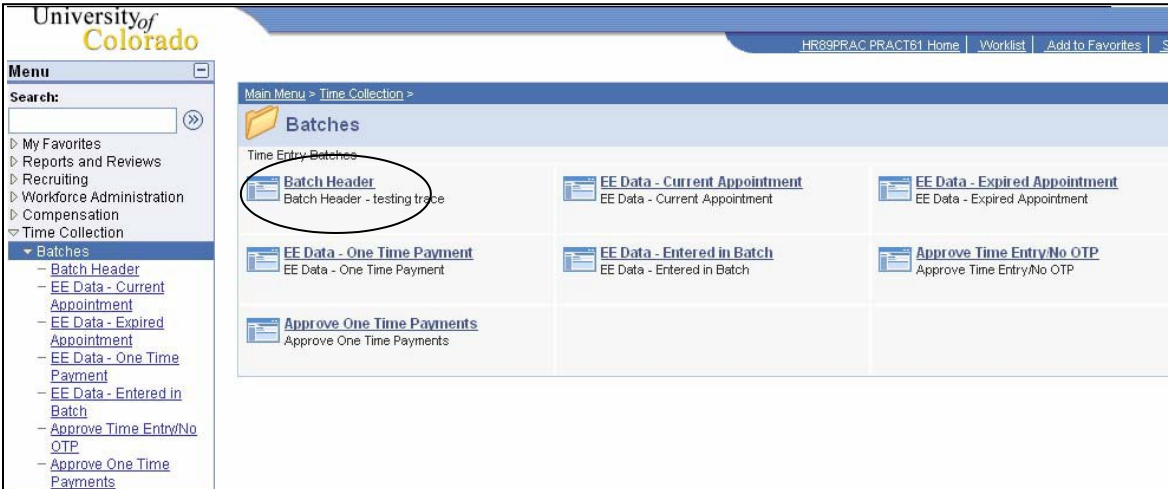 University of
Colorado
HR89PRAC PRACT61 Home Worklist Add to Favorites
Menu
Search:
My Favorites
Reports and Reviews
Recruiting
Workforce Administration
Compensation
Time Collection
Batches
Batch Header
EE Data - Current
Appointment
EE Data - Expired
Appointment
EE Data - One Time
Payment
EE Data - Entered in
Batch
Approve Time Entry/No
OTP
Approve One Time
Payments
Main Menu > Time Collection >
Batches
Time Entry Batches
Batch Header
Batch Header - testing trace
EE Data - Current Appointment
EE Data - Current Appointment
EE Data - Expired Appointment
EE Data - Expired Appointment
EE Data - One Time Payment
EE Data - One Time Payment
EE Data - Entered in Batch
EE Data - Entered in Batch
Approve Time Entry/No OTP
Approve Time Entry/No OTP
Approve One Time Payments
Approve One Time Payments